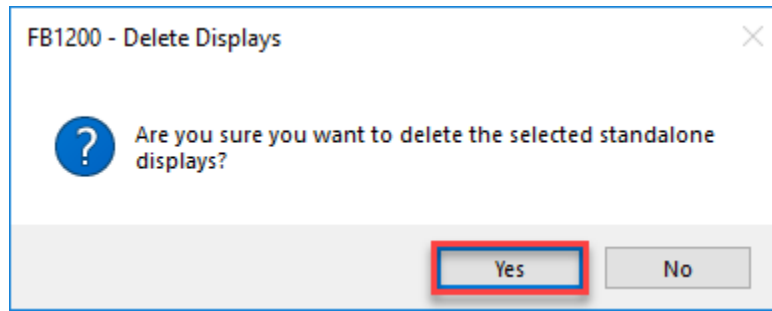 FB1200 - Delete Displays
Are you sure you want to delete the selected standalone
displays?
Yes
No